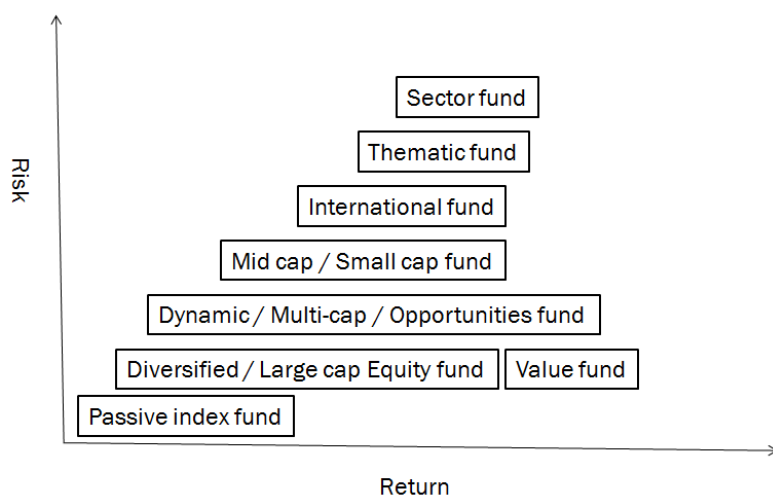 Sector fund
Thematic fund
International fund
Risk
Mid cap / Small cap fund
Dynamic / Multi-cap / Opportunities fund
Diversified / Large cap Equity fund
Value fund
Passive index fund
Return